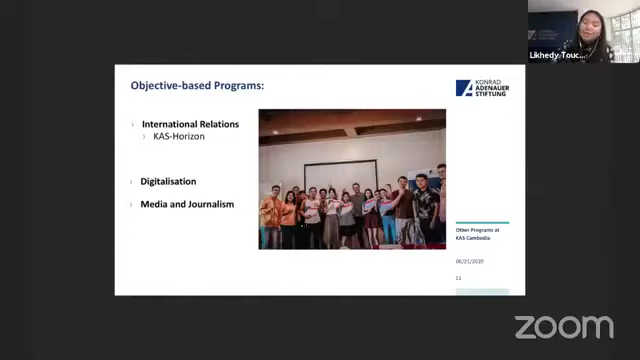 Likhedy Touc...
Objective-based Programs:
KONRAD
ADENAUER
STIFTUNG
International Relations
KAS-Horizon
Digitalisation
Media and Journalism
Other Programs at
KAS Cambodia
06/21/2020
11
zoom